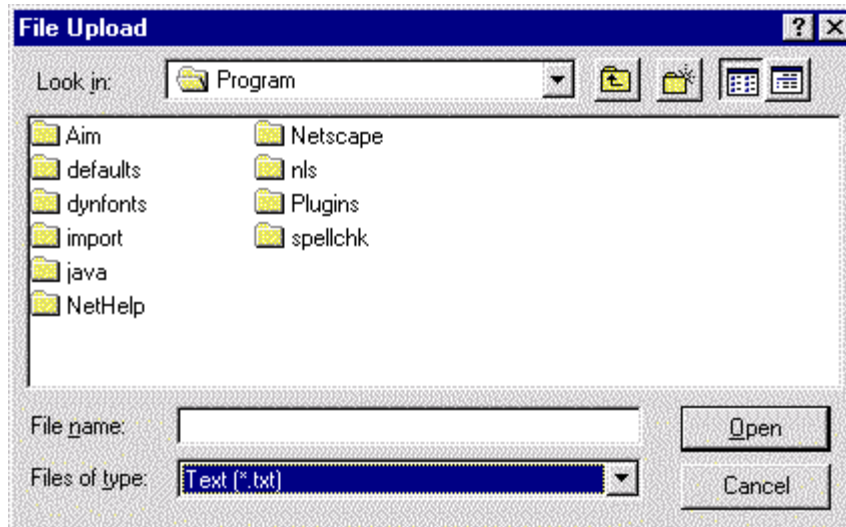 File Upload
Look in: Program
Aim Netscape
defaults nls
dynfonts Plugins
import spellchk
java
NetHelp
File name: Open
Files of type: Text (*.txt) Cancel